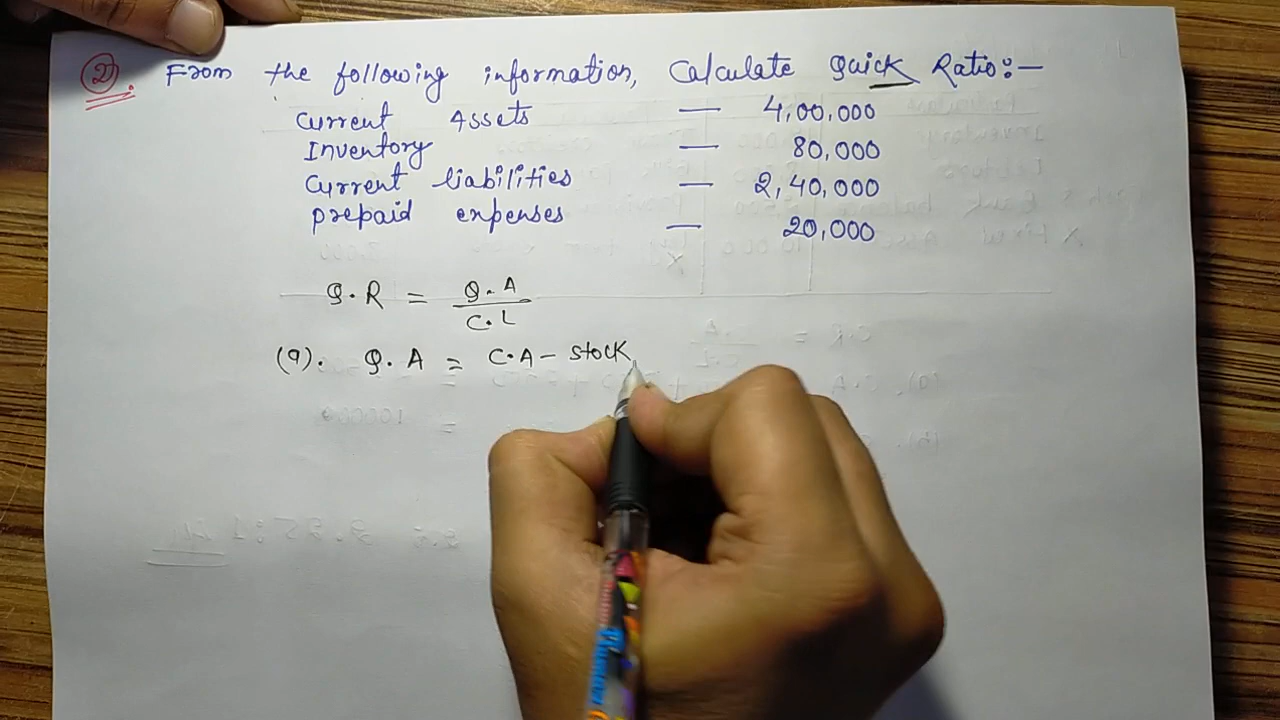 2. From the following information, Calculate Quick Ratio:-
Current Assets — 4,00,000
Inventory — 80,000
Current liabilities — 2,40,000
prepaid expenses — 20,000
Q.R = Q.A / C.L
(a). Q.A = C.A - Stock